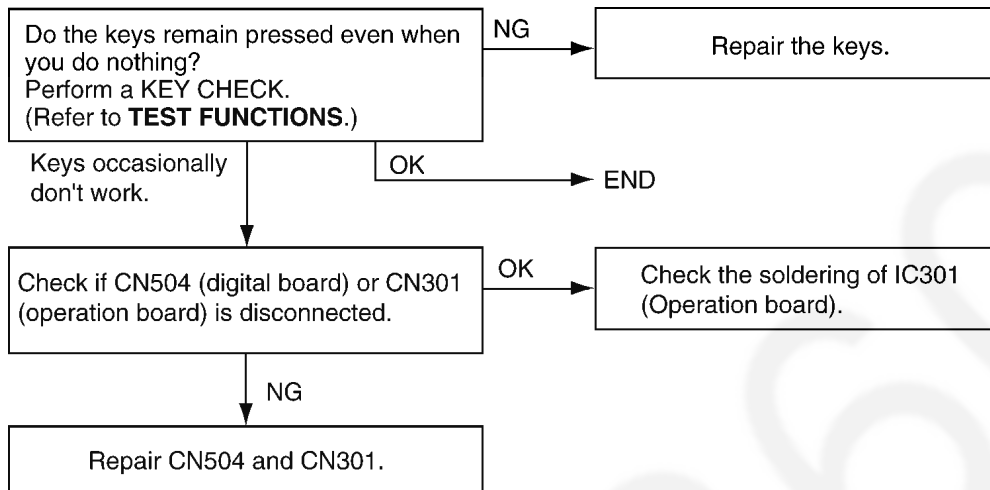 Do the keys remain pressed even when
you do nothing?
Perform a KEY CHECK.
(Refer to TEST FUNCTIONS.)
NG
Repair the keys.
Keys occasionally
don't work.
OK
END
Check if CN504 (digital board) or CN301
(operation board) is disconnected.
OK
Check the soldering of IC301
(Operation board).
NG
Repair CN504 and CN301.